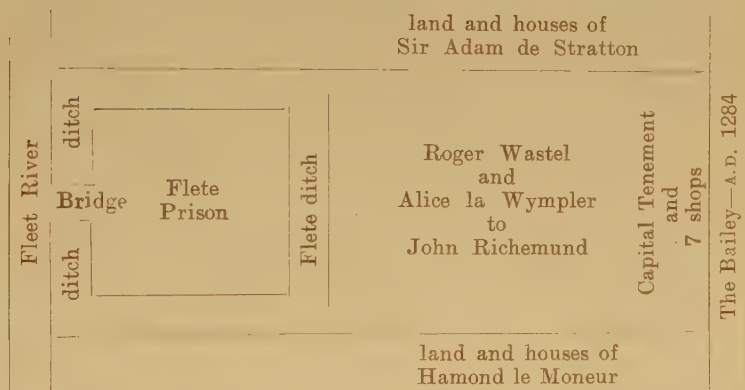 land and houses of
Sir Adam de Stratton
Fleet River
ditch
Bridge
ditch
Flete
Prison
Flete ditch
Roger Wastel
and
Alice la Wympler
to
John Richemund
Capital Tenement
and
7 shops
The Bailey—A.D. 1284
land and houses of
Hamond le Moneur